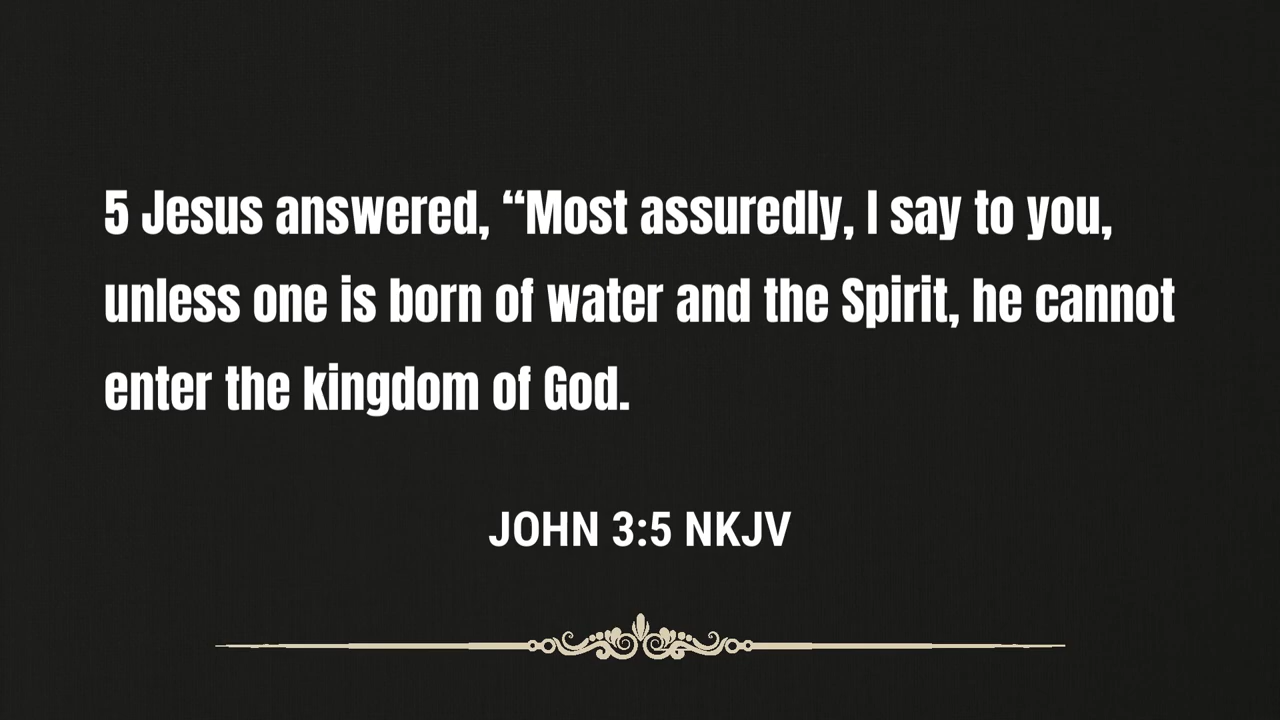 5 Jesus answered, “Most assuredly, I say to you,
unless one is born of water and the Spirit, he cannot
enter the kingdom of God.
JOHN 3:5 NKJV